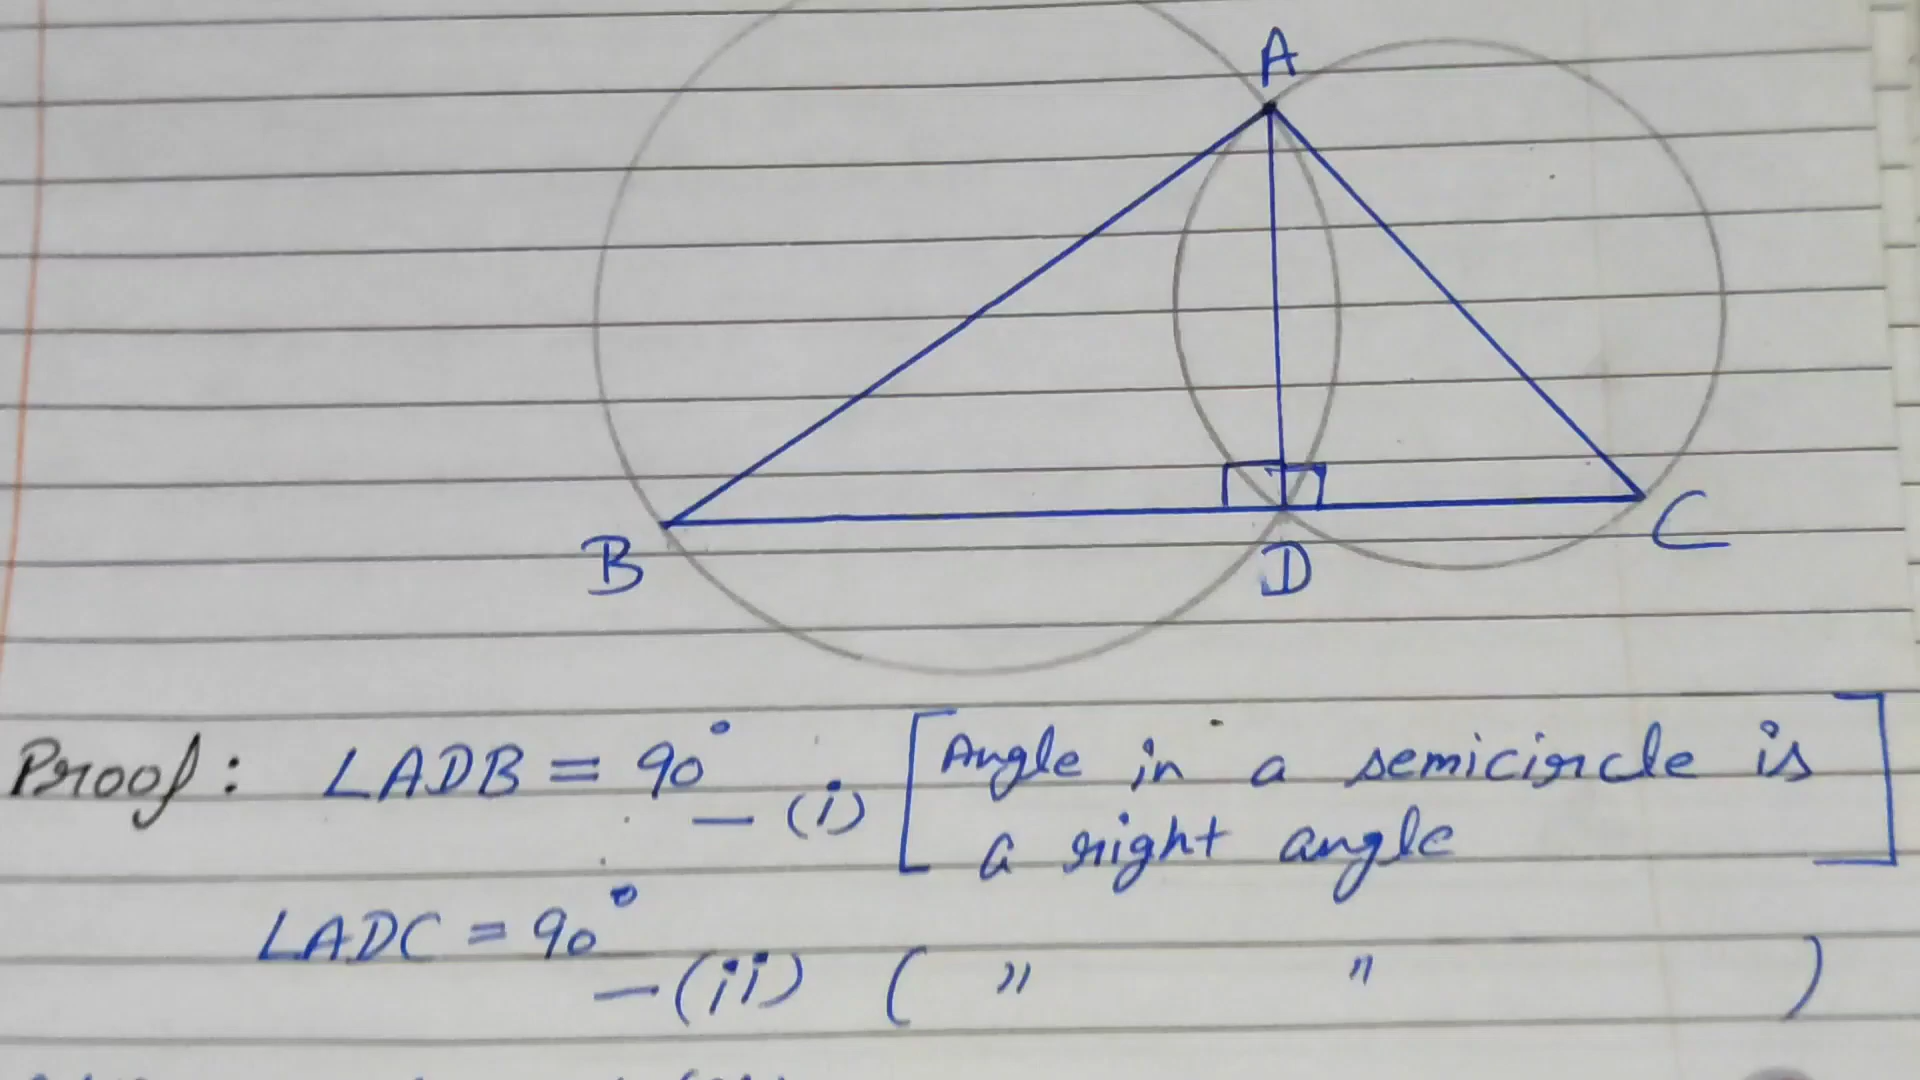 A
B
D
C
Proof: ∠ADB = 90° — (i) [Angle in a semicircle is
a right angle]
∠ADC = 90° — (ii) ( " " )